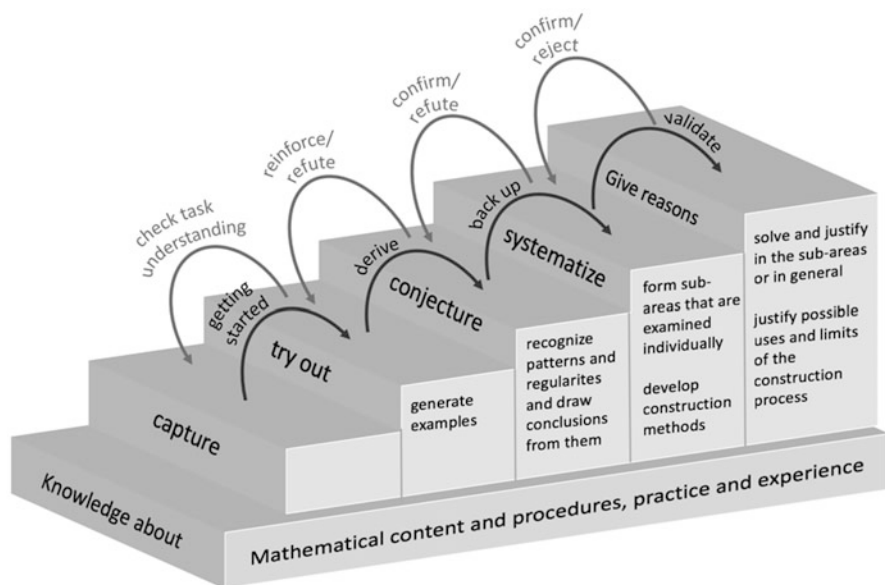 confirm/
reject
confirm/
refute
reinforce/
refute
check task
understanding
validate
back up
derive
getting
started
Give reasons
systematize
conjecture
try out
capture
Knowledge about
generate
examples
recognize
patterns and
regularites
and draw
conclusions
from them
form sub-
areas that are
examined
individually
develop
construction
methods
solve and justify
in the sub-areas
or in general
justify possible
uses and limits
of the
construction
process
Mathematical content and procedures, practice and experience